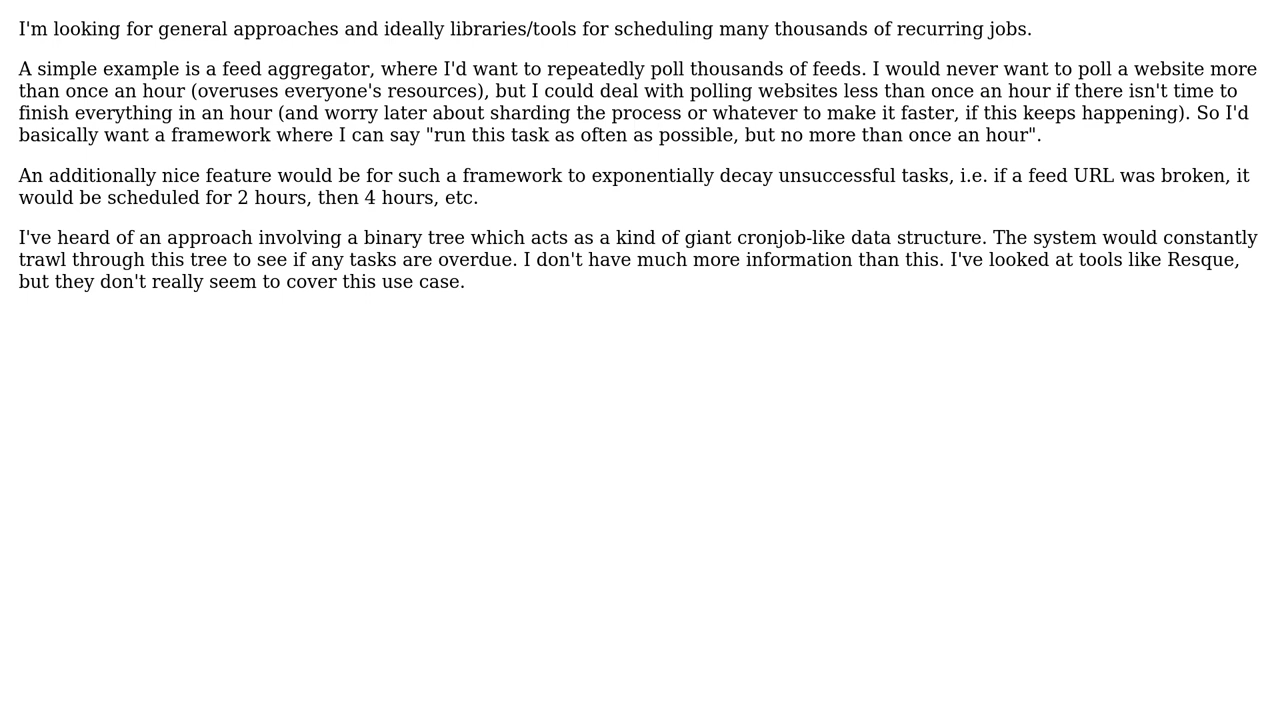 I'm looking for general approaches and ideally libraries/tools for scheduling many thousands of recurring jobs.
A simple example is a feed aggregator, where I'd want to repeatedly poll thousands of feeds. I would never want to poll a website more
than once an hour (overuses everyone's resources), but I could deal with polling websites less than once an hour if there isn't time to
finish everything in an hour (and worry later about sharding the process or whatever to make it faster, if this keeps happening). So I'd
basically want a framework where I can say "run this task as often as possible, but no more than once an hour".
An additionally nice feature would be for such a framework to exponentially decay unsuccessful tasks, i.e. if a feed URL was broken, it
would be scheduled for 2 hours, then 4 hours, etc.
I've heard of an approach involving a binary tree which acts as a kind of giant cronjob-like data structure. The system would constantly
trawl through this tree to see if any tasks are overdue. I don't have much more information than this. I've looked at tools like Resque,
but they don't really seem to cover this use case.